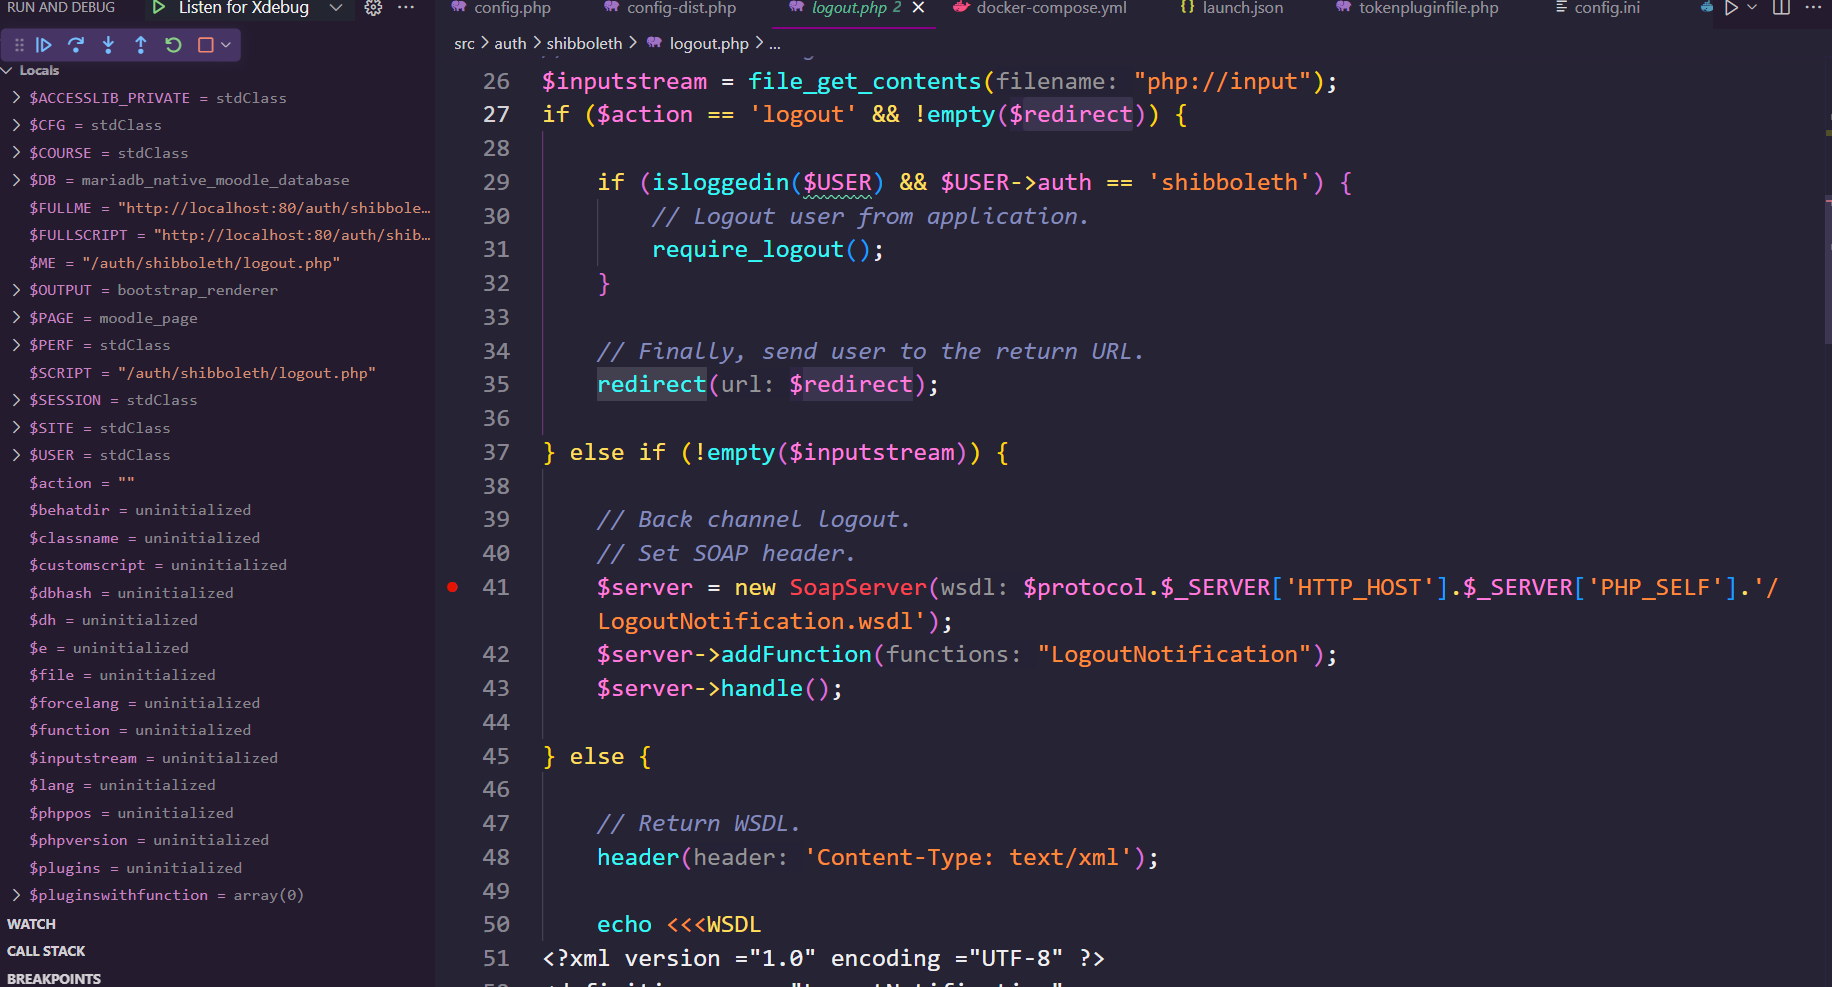 RUN AND DEBUG
Listen for Xdebug
config.php
config-dist.php
logout.php 2
docker-compose.yml
{} launch.json
tokenpluginfile.php
config.ini
src > auth > shibboleth > logout.php > ...
Locals
> $ACCESSLIB_PRIVATE = stdClass
> $CFG = stdClass
> $COURSE = stdClass
> $DB = mariadb_native_moodle_database
$FULLME = "http://localhost:80/auth/shibbole…
$FULLSCRIPT = "http://localhost:80/auth/shib…
$ME = "/auth/shibboleth/logout.php"
> $OUTPUT = bootstrap_renderer
> $PAGE = moodle_page
> $PERF = stdClass
$SCRIPT = "/auth/shibboleth/logout.php"
> $SESSION = stdClass
> $SITE = stdClass
> $USER = stdClass
$action = ""
$behatdir = uninitialized
$classname = uninitialized
$customscript = uninitialized
$dbhash = uninitialized
$dh = uninitialized
$e = uninitialized
$file = uninitialized
$forcelang = uninitialized
$function = uninitialized
$inputstream = uninitialized
$lang = uninitialized
$phppos = uninitialized
$phpversion = uninitialized
$plugins = uninitialized
> $pluginswithfunction = array(0)
WATCH
CALL STACK
BREAKPOINTS
26 $inputstream = file_get_contents(filename: "php://input");
27 if ($action == 'logout' && !empty($redirect)) {
28
29 if (isloggedin($USER) && $USER->auth == 'shibboleth') {
30 // Logout user from application.
31 require_logout();
32 }
33
34 // Finally, send user to the return URL.
35 redirect(url: $redirect);
36
37 } else if (!empty($inputstream)) {
38
39 // Back channel logout.
40 // Set SOAP header.
41 $server = new SoapServer(wsdl: $protocol.$_SERVER['HTTP_HOST'].$_SERVER['PHP_SELF'].'/
LogoutNotification.wsdl');
42 $server->addFunction(functions: "LogoutNotification");
43 $server->handle();
44
45 } else {
46
47 // Return WSDL.
48 header(header: 'Content-Type: text/xml');
49
50 echo <<<WSDL
51 <?xml version ="1.0" encoding ="UTF-8" ?>